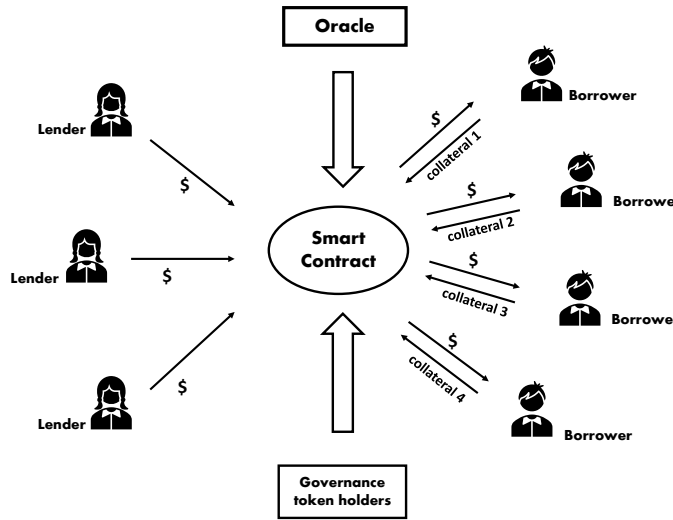 Oracle
Lender
$
Lender
$
Lender
$
Smart
Contract
$
collateral 1
Borrower
$
collateral 2
Borrowe
$
collateral 3
Borrowe
$
collateral 4
Borrower
Governance
token holders